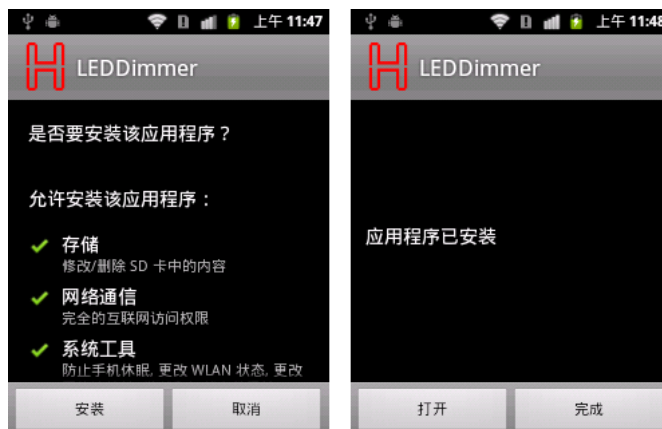 上午 11:47
LEDDimmer
是否要安装该应用程序？
允许安装该应用程序：
存储
修改/删除 SD 卡中的内容
网络通信
完全的互联网访问权限
系统工具
防止手机休眠, 更改 WLAN 状态, 更改
安装
取消
上午 11:48
LEDDimmer
应用程序已安装
打开
完成